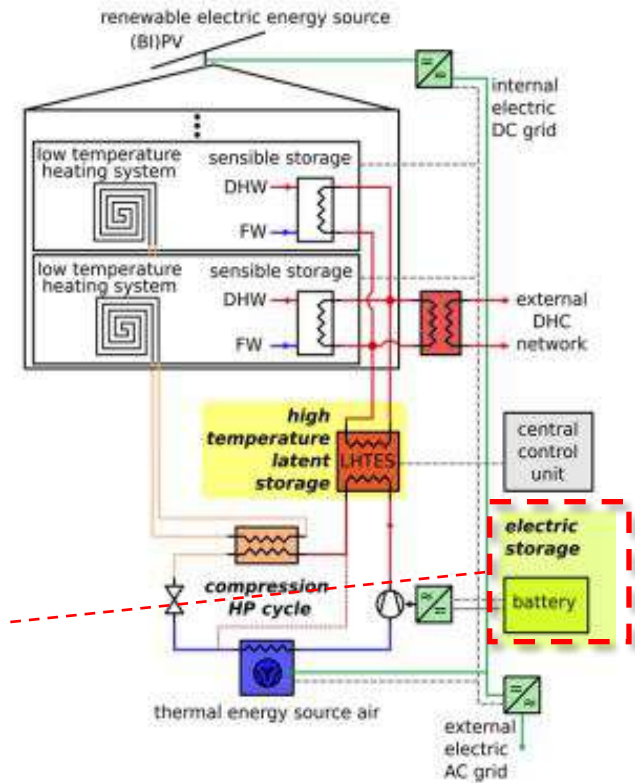 renewable electric energy source
(BI)PV
internal
electric
DC grid
low temperature
heating system
sensible storage
DHW
FW
low temperature
heating system
sensible storage
DHW
FW
external
DHC
network
high
temperature
latent
storage
LHTES
central
control
unit
electric
storage
battery
compression
HP cycle
thermal energy source air
external
electric
AC grid